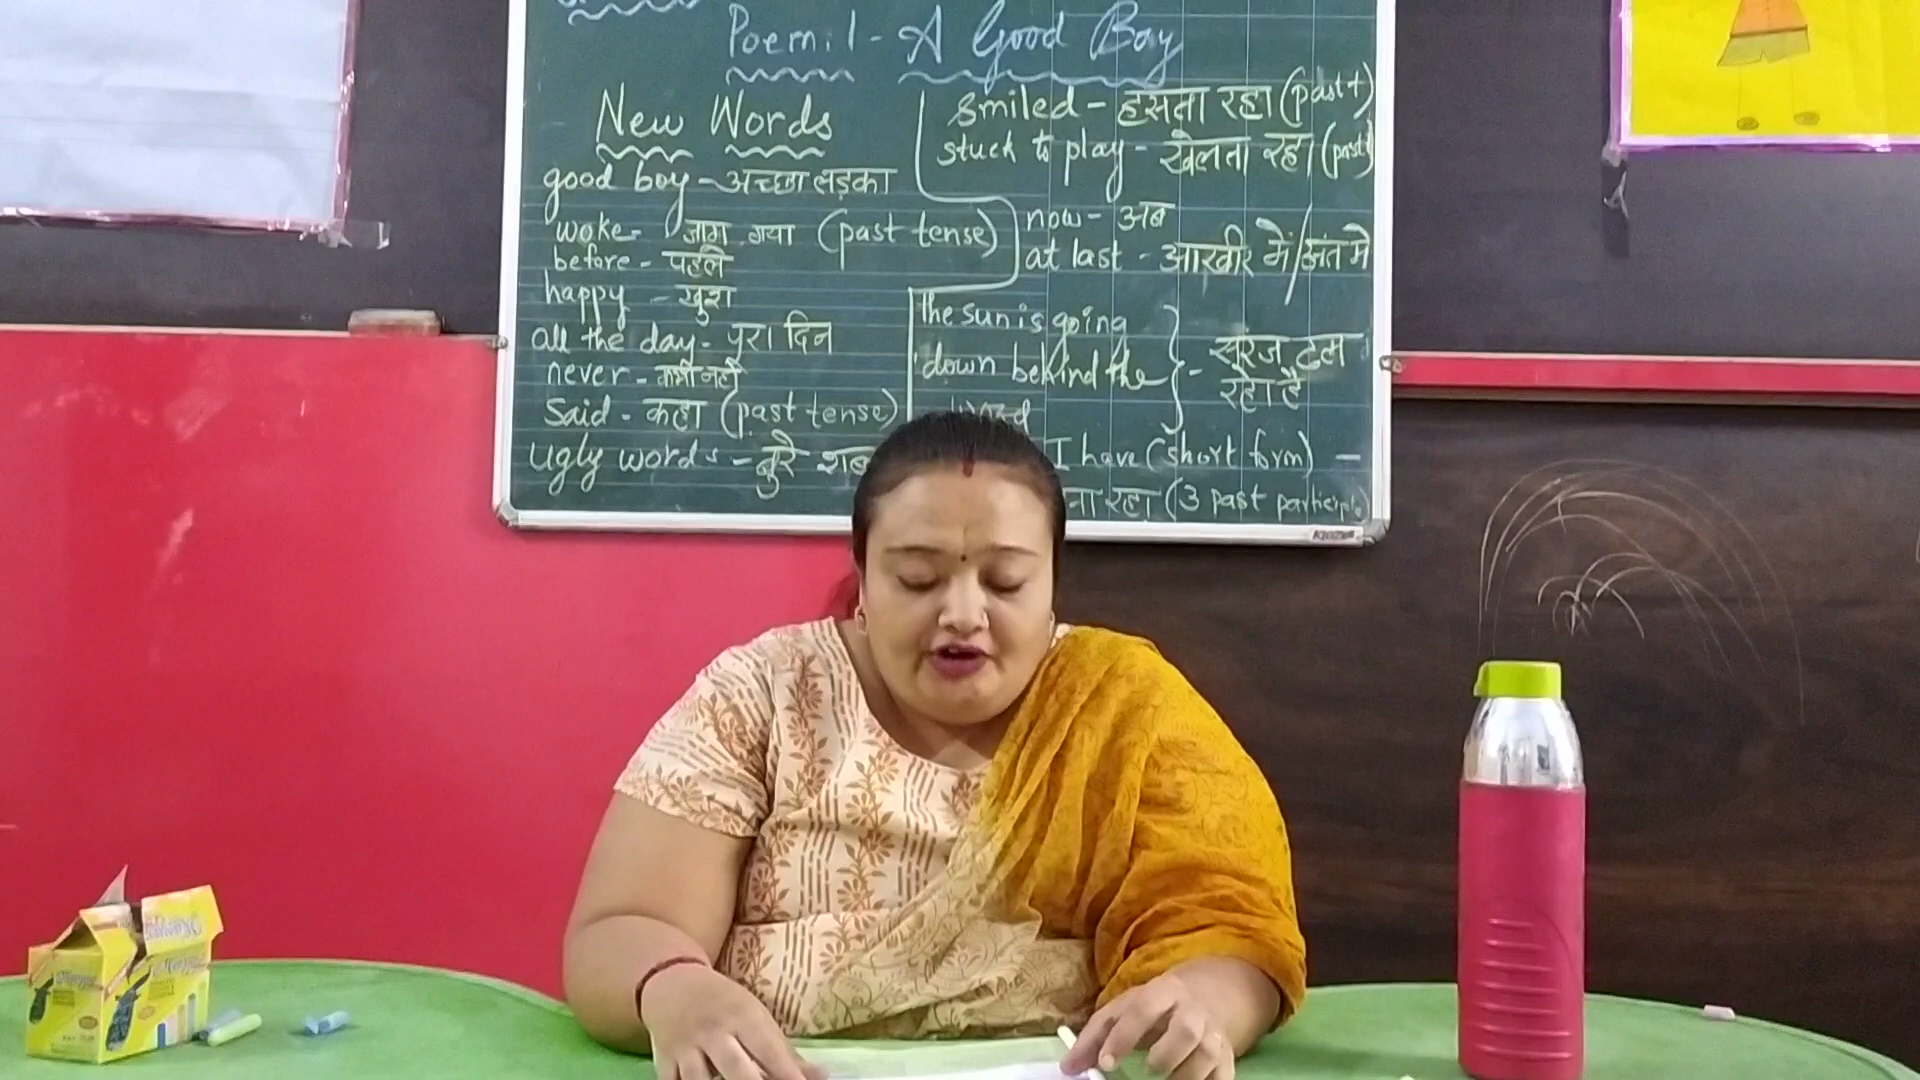 Poem:1 - A Good Boy
New Words
good boy - अच्छा लड़का
woke - जाग गया (past tense)
before - पहले
happy - खुश
all the day - पुरा दिन
never - कभी नहीं
said - कहा (past tense)
ugly words - बुरे
smiled - हंसता रहा (past t)
stuck to play - खेलता रहा (past)
now - अब
at last - आखीर में/अंत मे
the sun is going
down behind the } - सूरज ढल
रहा है
I have (short form) -
रहा (3 past participle